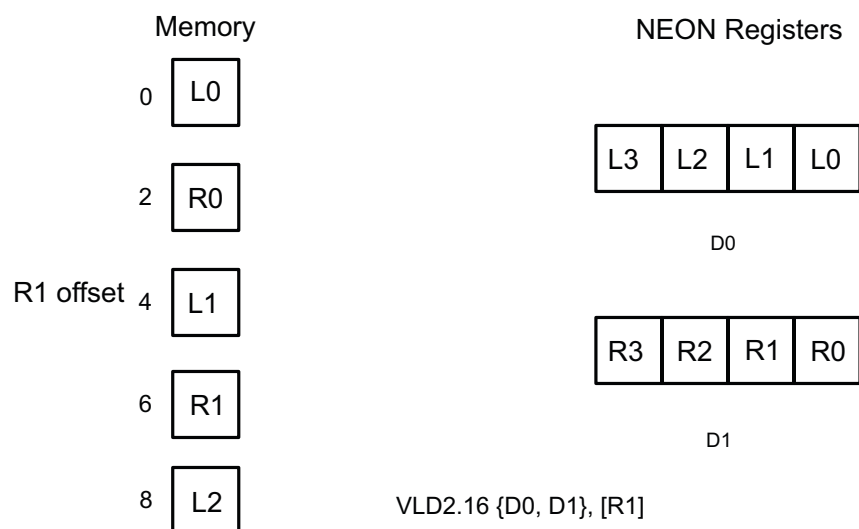 Memory
NEON Registers
0 L0
L3 L2 L1 L0
2 R0
D0
R1 offset 4 L1
R3 R2 R1 R0
6 R1
D1
8 L2
VLD2.16 {D0, D1}, [R1]